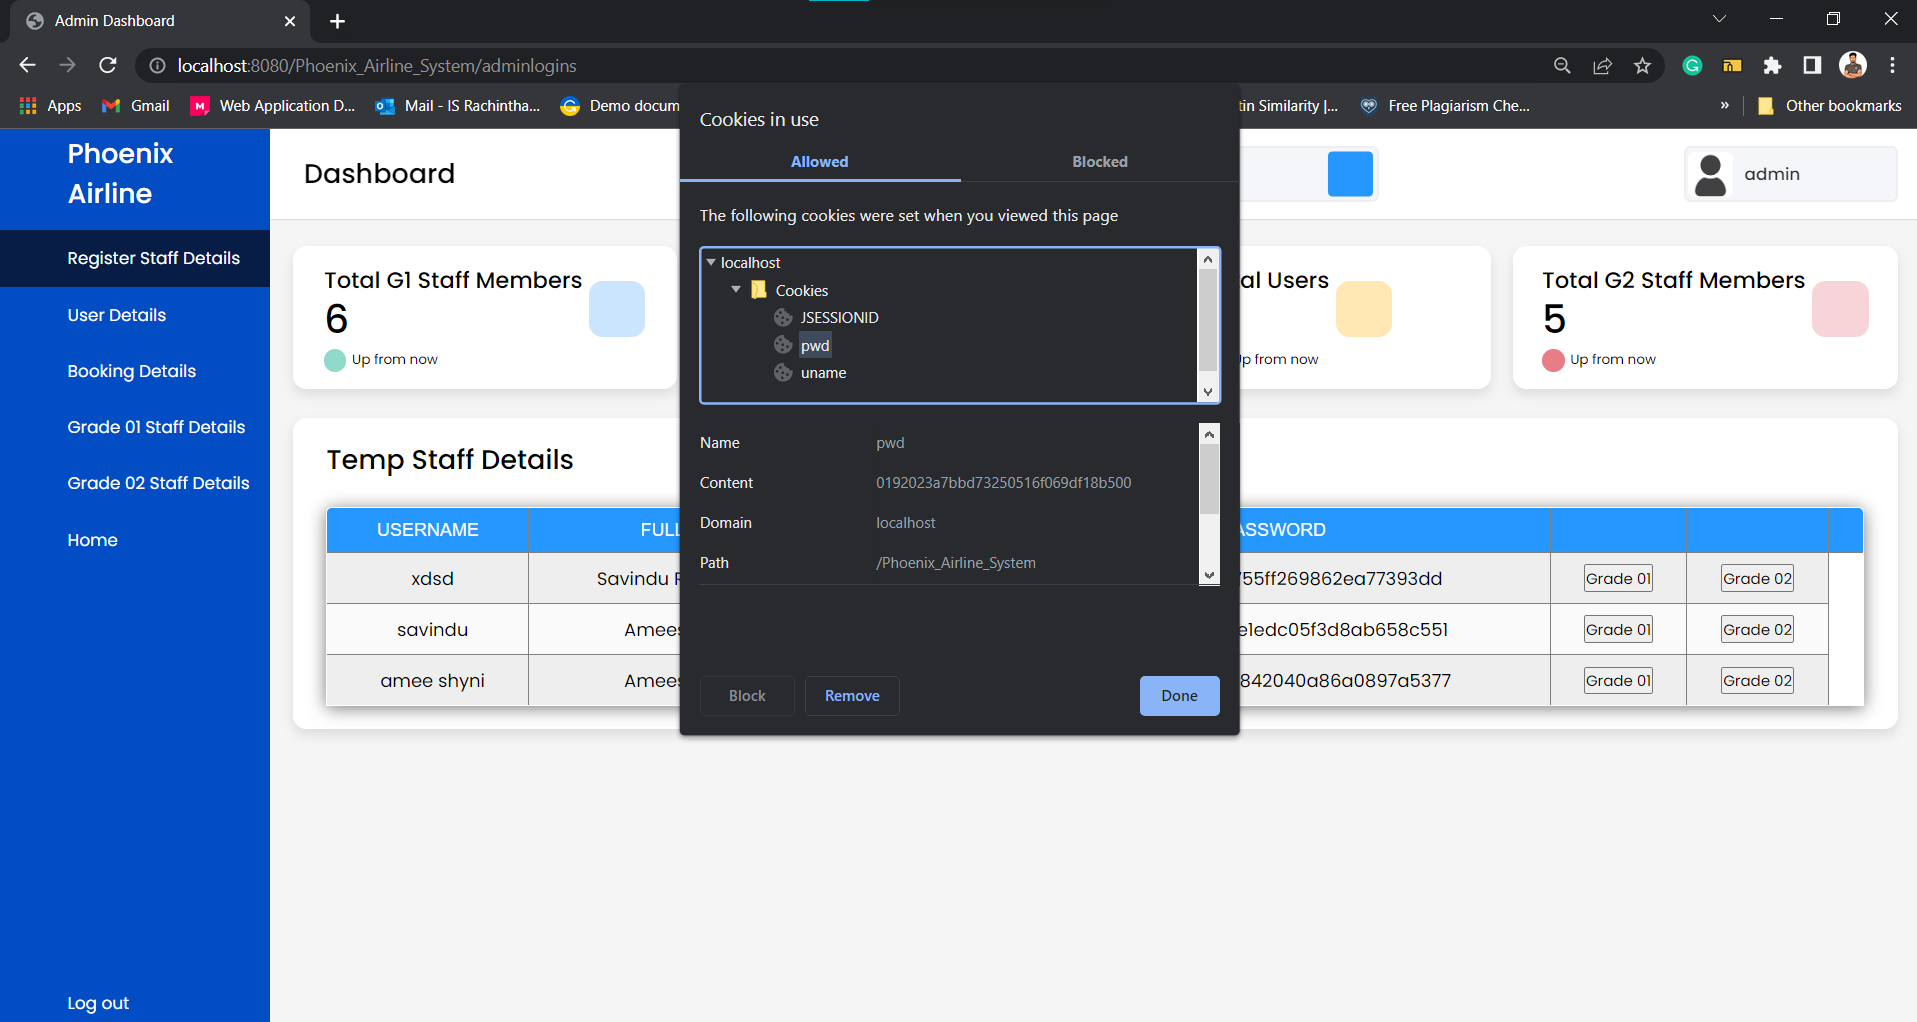 Admin Dashboard
localhost:8080/Phoenix_Airline_System/adminlogins
Apps
Gmail
Web Application D...
Mail - IS Rachintha...
Demo docum
tin Similarity |...
Free Plagiarism Che...
»
Other bookmarks
Phoenix
Airline
Register Staff Details
User Details
Booking Details
Grade 01 Staff Details
Grade 02 Staff Details
Home
Log out
Dashboard
admin
Total G1 Staff Members
6
Up from now
al Users
Up from now
Total G2 Staff Members
5
Up from now
Cookies in use
Allowed
Blocked
The following cookies were set when you viewed this page
localhost
Cookies
JSESSIONID
pwd
uname
Name pwd
Content 0192023a7bbd73250516f069df18b500
Domain localhost
Path /Phoenix_Airline_System
Block
Remove
Done
Temp Staff Details
USERNAME FULL ASSWORD
xdsd Savindu R 755ff269862ea77393dd Grade 01 Grade 02
savindu Amees e1edc05f3d8ab658c551 Grade 01 Grade 02
amee shyni Amees 842040a86a0897a5377 Grade 01 Grade 02